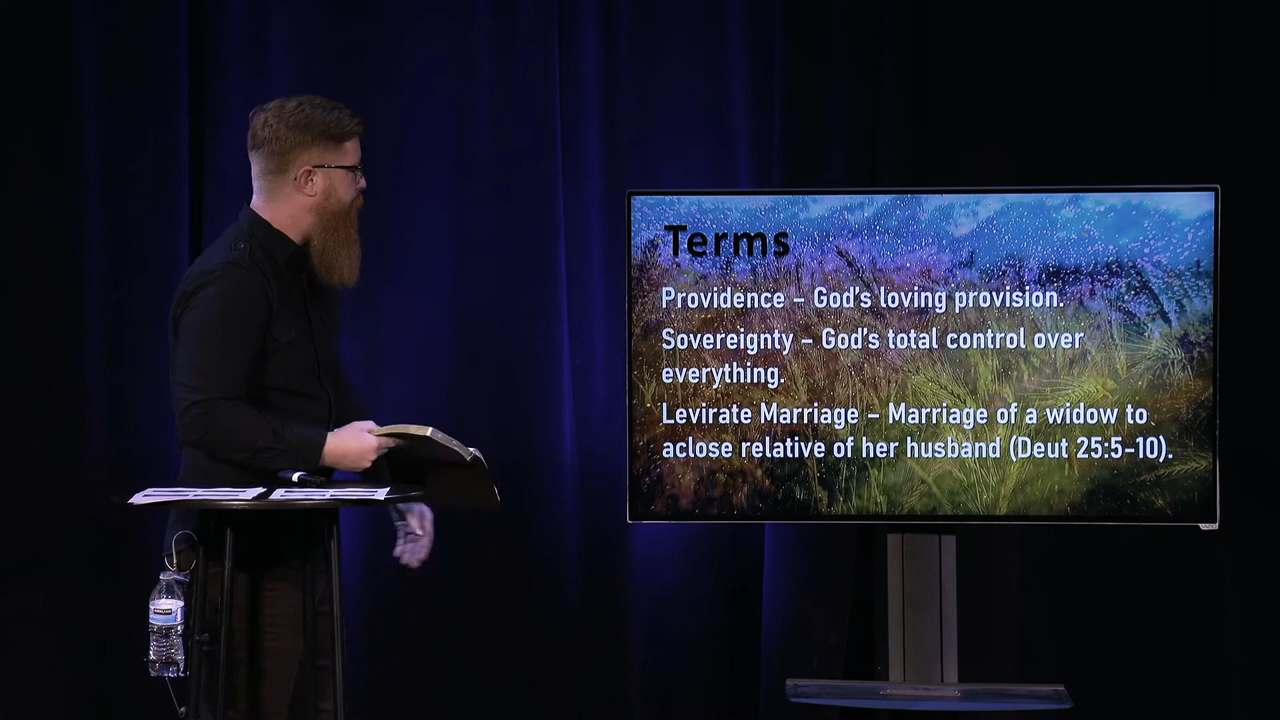 Terms
Providence – God's loving provision.
Sovereignty – God's total control over
everything.
Levirate Marriage – Marriage of a widow to
aclose relative of her husband (Deut 25:5-10).
VIZIO